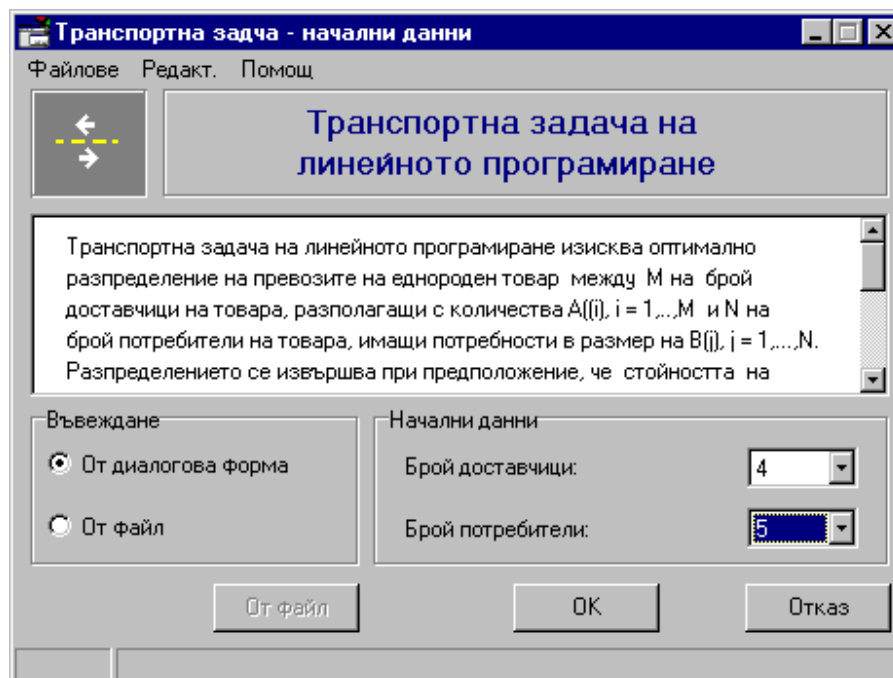 Транспортна задча - начални данни
Файлове Редакт. Помощ
Транспортна задача на
линейното програмиране
Транспортна задача на линейното програмиране изисква оптимално
разпределение на превозите на еднороден товар между M на брой
доставчици на товара, разполагащи с количества A((i), i = 1,..,M и N на
брой потребители на товара, имащи потребности в размер на B(j), j = 1,...,N.
Разпределението се извършва при предположение, че стойността на
Въвеждане
Начални данни
От диалогова форма
Брой доставчици: 4
От файл
Брой потребители: 5
От файл OK Отказ